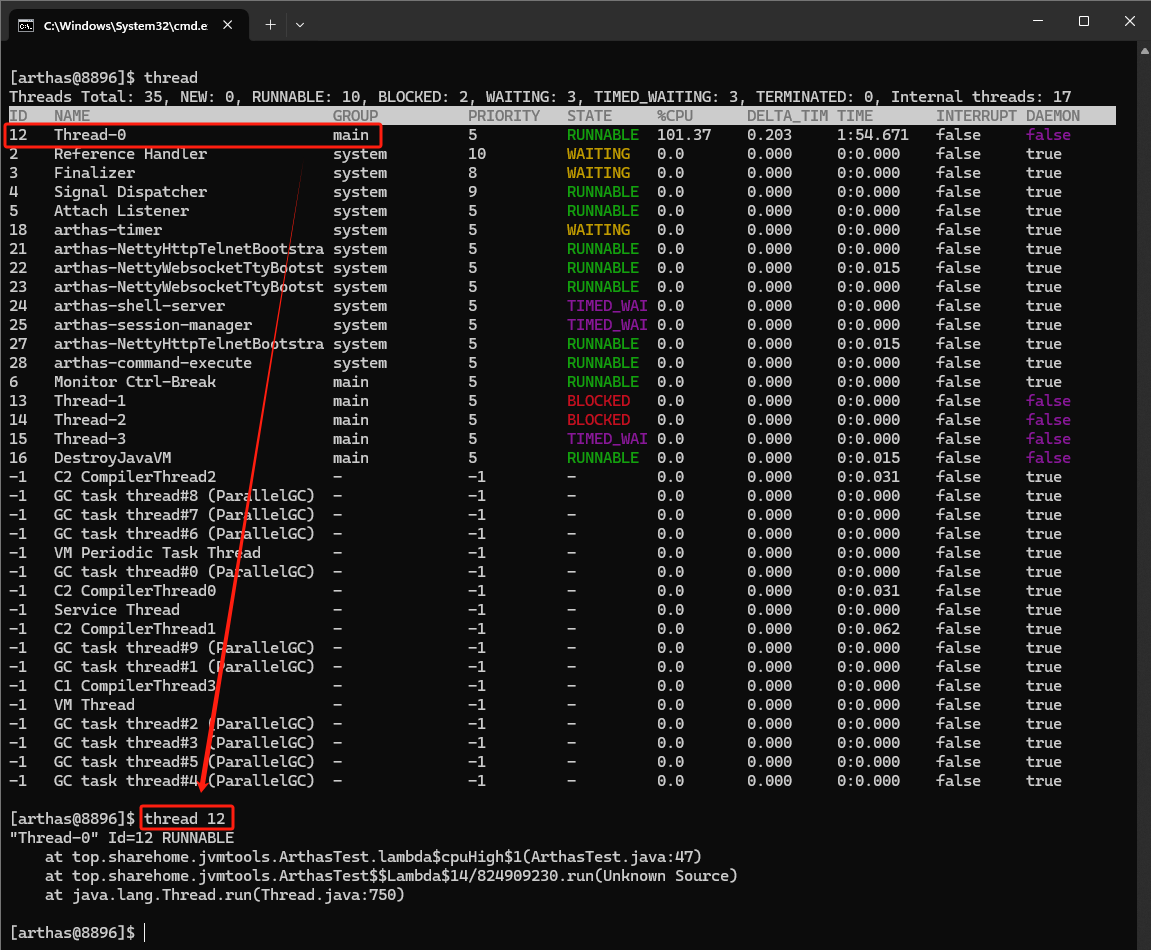 C:\Windows\System32\cmd.e
[arthas@8896]$ thread
Threads Total: 35, NEW: 0, RUNNABLE: 10, BLOCKED: 2, WAITING: 3, TIMED_WAITING: 3, TERMINATED: 0, Internal threads: 17
ID NAME GROUP PRIORITY STATE %CPU DELTA_TIM TIME INTERRUPT DAEMON
12 Thread-0 main 5 RUNNABLE 101.37 0.203 1:54.671 false false
2 Reference Handler system 10 WAITING 0.0 0.000 0:0.000 false true
3 Finalizer system 8 WAITING 0.0 0.000 0:0.000 false true
4 Signal Dispatcher system 9 RUNNABLE 0.0 0.000 0:0.000 false true
5 Attach Listener system 5 RUNNABLE 0.0 0.000 0:0.000 false true
18 arthas-timer system 5 WAITING 0.0 0.000 0:0.000 false true
21 arthas-NettyHttpTelnetBootstra system 5 RUNNABLE 0.0 0.000 0:0.000 false true
22 arthas-NettyWebsocketTtyBootst system 5 RUNNABLE 0.0 0.000 0:0.015 false true
23 arthas-NettyWebsocketTtyBootst system 5 RUNNABLE 0.0 0.000 0:0.000 false true
24 arthas-shell-server system 5 TIMED_WAI 0.0 0.000 0:0.000 false true
25 arthas-session-manager system 5 TIMED_WAI 0.0 0.000 0:0.000 false true
27 arthas-NettyHttpTelnetBootstra system 5 RUNNABLE 0.0 0.000 0:0.015 false true
28 arthas-command-execute system 5 RUNNABLE 0.0 0.000 0:0.000 false true
6 Monitor Ctrl-Break main 5 RUNNABLE 0.0 0.000 0:0.000 false true
13 Thread-1 main 5 BLOCKED 0.0 0.000 0:0.000 false false
14 Thread-2 main 5 BLOCKED 0.0 0.000 0:0.000 false false
15 Thread-3 main 5 TIMED_WAI 0.0 0.000 0:0.000 false false
16 DestroyJavaVM main 5 RUNNABLE 0.0 0.000 0:0.015 false false
-1 C2 CompilerThread2 - -1 - 0.0 0.000 0:0.031 false true
-1 GC task thread#8 (ParallelGC) - -1 - 0.0 0.000 0:0.000 false true
-1 GC task thread#7 (ParallelGC) - -1 - 0.0 0.000 0:0.000 false true
-1 GC task thread#6 (ParallelGC) - -1 - 0.0 0.000 0:0.000 false true
-1 VM Periodic Task Thread - -1 - 0.0 0.000 0:0.000 false true
-1 GC task thread#0 (ParallelGC) - -1 - 0.0 0.000 0:0.000 false true
-1 C2 CompilerThread0 - -1 - 0.0 0.000 0:0.031 false true
-1 Service Thread - -1 - 0.0 0.000 0:0.000 false true
-1 C2 CompilerThread1 - -1 - 0.0 0.000 0:0.062 false true
-1 GC task thread#9 (ParallelGC) - -1 - 0.0 0.000 0:0.000 false true
-1 GC task thread#1 (ParallelGC) - -1 - 0.0 0.000 0:0.000 false true
-1 C1 CompilerThread3 - -1 - 0.0 0.000 0:0.000 false true
-1 VM Thread - -1 - 0.0 0.000 0:0.000 false true
-1 GC task thread#2 (ParallelGC) - -1 - 0.0 0.000 0:0.000 false true
-1 GC task thread#3 (ParallelGC) - -1 - 0.0 0.000 0:0.000 false true
-1 GC task thread#5 (ParallelGC) - -1 - 0.0 0.000 0:0.000 false true
-1 GC task thread#4 (ParallelGC) - -1 - 0.0 0.000 0:0.000 false true
[arthas@8896]$ thread 12
"Thread-0" Id=12 RUNNABLE
at top.sharehome.jvmtools.ArthasTest.lambda$cpuHigh$1(ArthasTest.java:47)
at top.sharehome.jvmtools.ArthasTest$$Lambda$14/824909230.run(Unknown Source)
at java.lang.Thread.run(Thread.java:750)
[arthas@8896]$